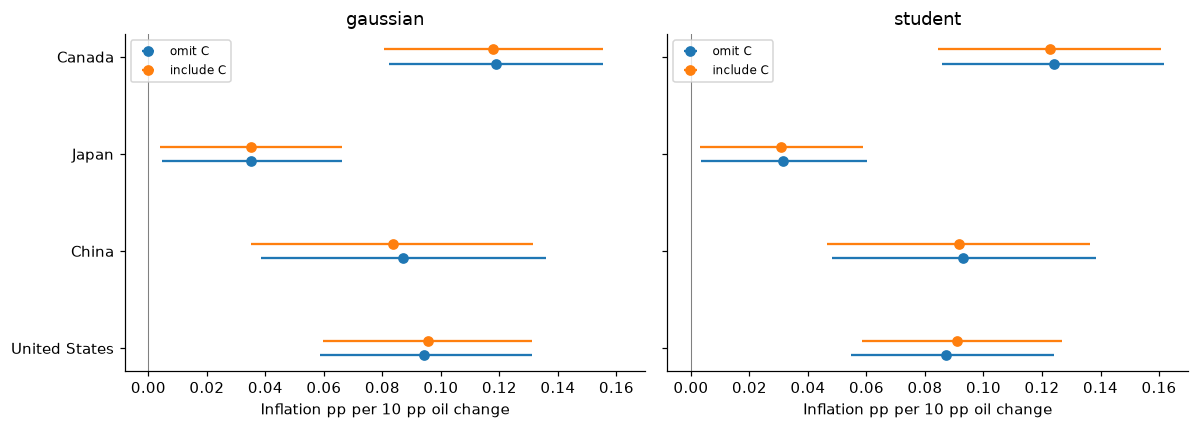 gaussian
omit C
include C
Canada
Japan
China
United States
0.00 0.02 0.04 0.06 0.08 0.10 0.12 0.14 0.16
Inflation pp per 10 pp oil change
student
omit C
include C
0.00 0.02 0.04 0.06 0.08 0.10 0.12 0.14 0.16
Inflation pp per 10 pp oil change